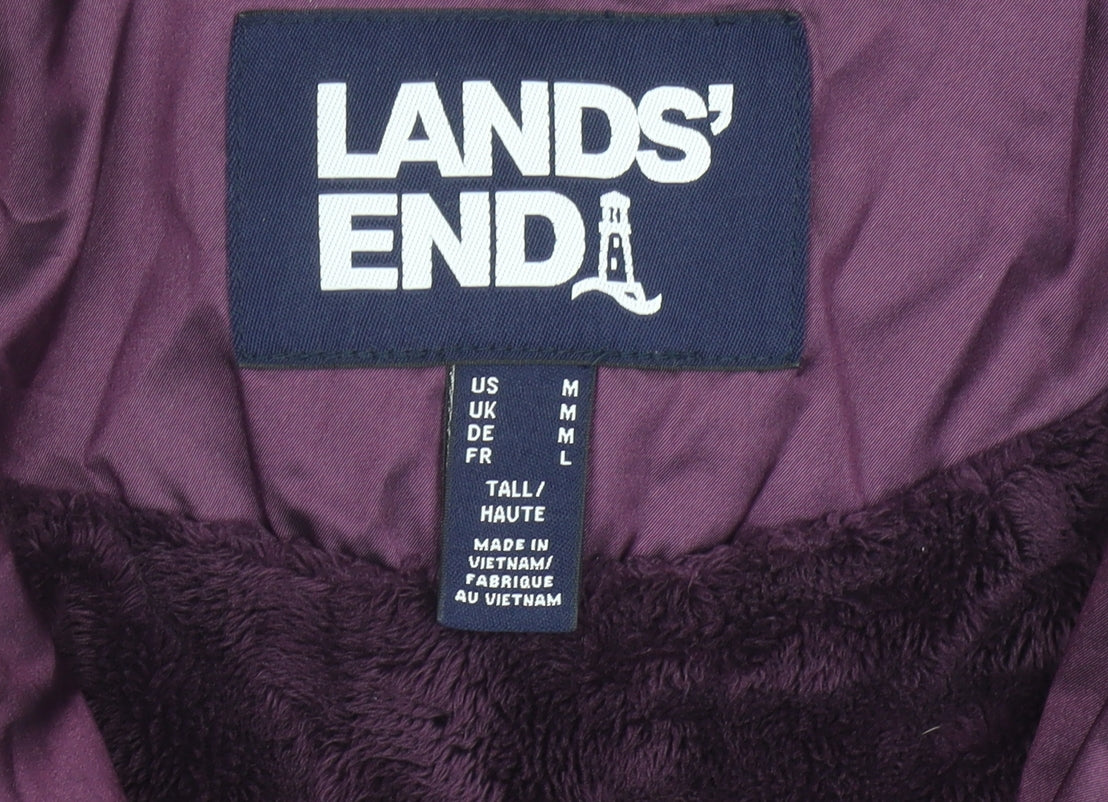 LANDS'
END
US M
UK M
DE M
FR L
TALL/
HAUTE
MADE IN
VIETNAM/
FABRIQUE
AU VIETNAM